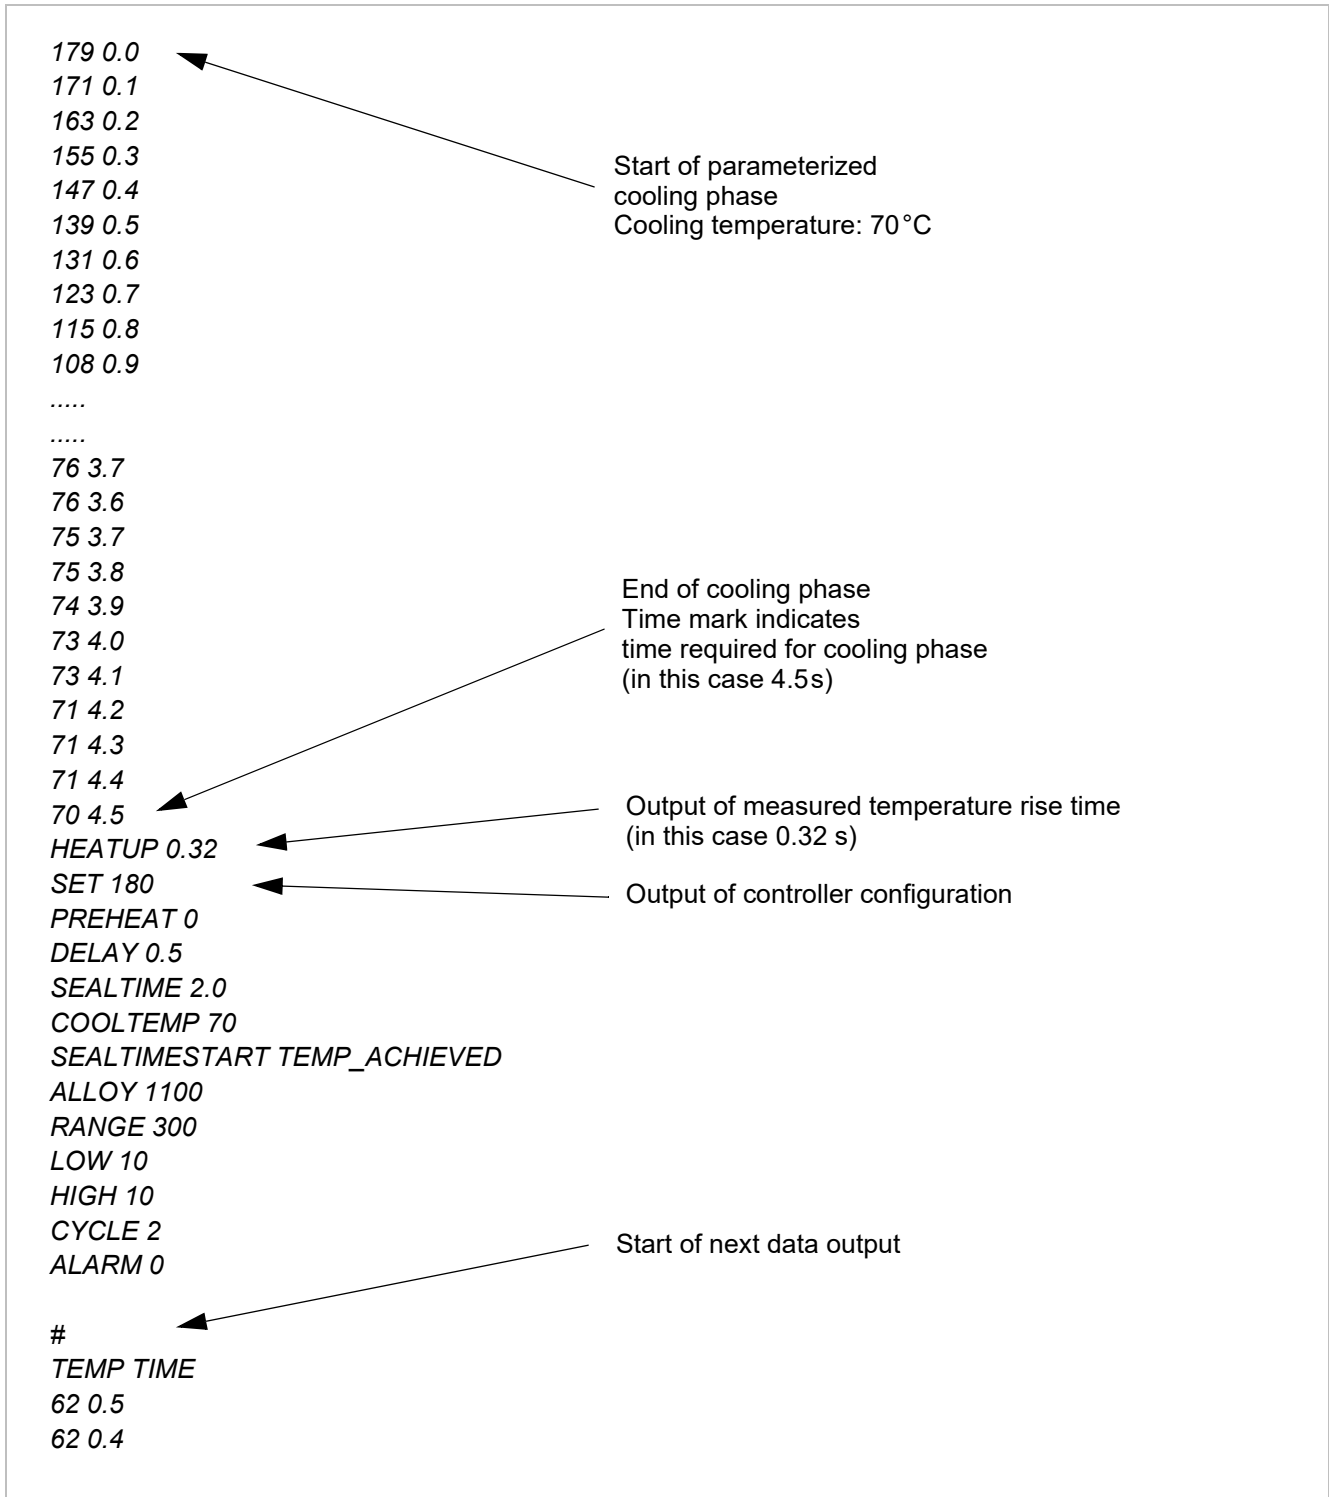 179 0.0
171 0.1
163 0.2
155 0.3
147 0.4
139 0.5
131 0.6
123 0.7
115 0.8
108 0.9
.....
.....
76 3.7
76 3.6
75 3.7
75 3.8
74 3.9
73 4.0
73 4.1
71 4.2
71 4.3
71 4.4
70 4.5
HEATUP 0.32
SET 180
PREHEAT 0
DELAY 0.5
SEALTIME 2.0
COOLTEMP 70
SEALTIMESTART TEMP_ACHIEVED
ALLOY 1100
RANGE 300
LOW 10
HIGH 10
CYCLE 2
ALARM 0
#
TEMP TIME
62 0.5
62 0.4
Start of parameterized
cooling phase
Cooling temperature: 70°C
End of cooling phase
Time mark indicates
time required for cooling phase
(in this case 4.5s)
Output of measured temperature rise time
(in this case 0.32 s)
Output of controller configuration
Start of next data output